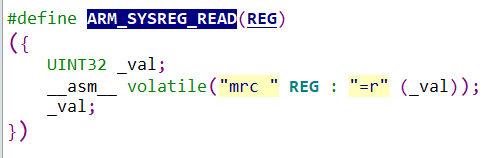 #define ARM_SYSREG_READ(REG)
({
    UINT32 _val;
    __asm__ volatile("mrc " REG : "=r" (_val));
    _val;
})